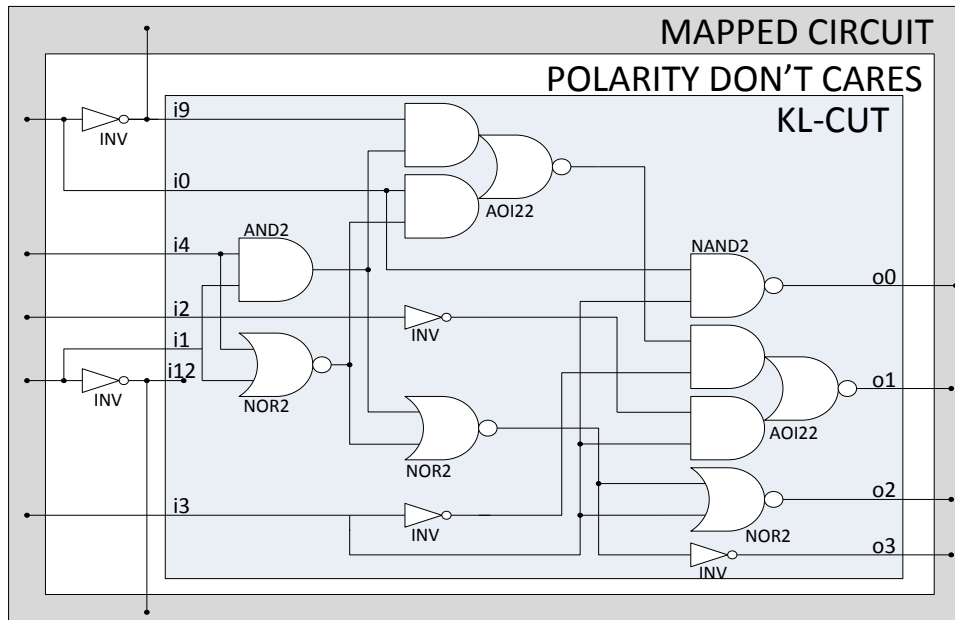 MAPPED CIRCUIT
POLARITY DON'T CARES
KL-CUT
i9
INV
i0
AOI22
AND2
i4
NAND2
o0
i2
INV
i1
i12
INV
NOR2
o1
AOI22
NOR2
i3
INV
o2
NOR2
o3
INV